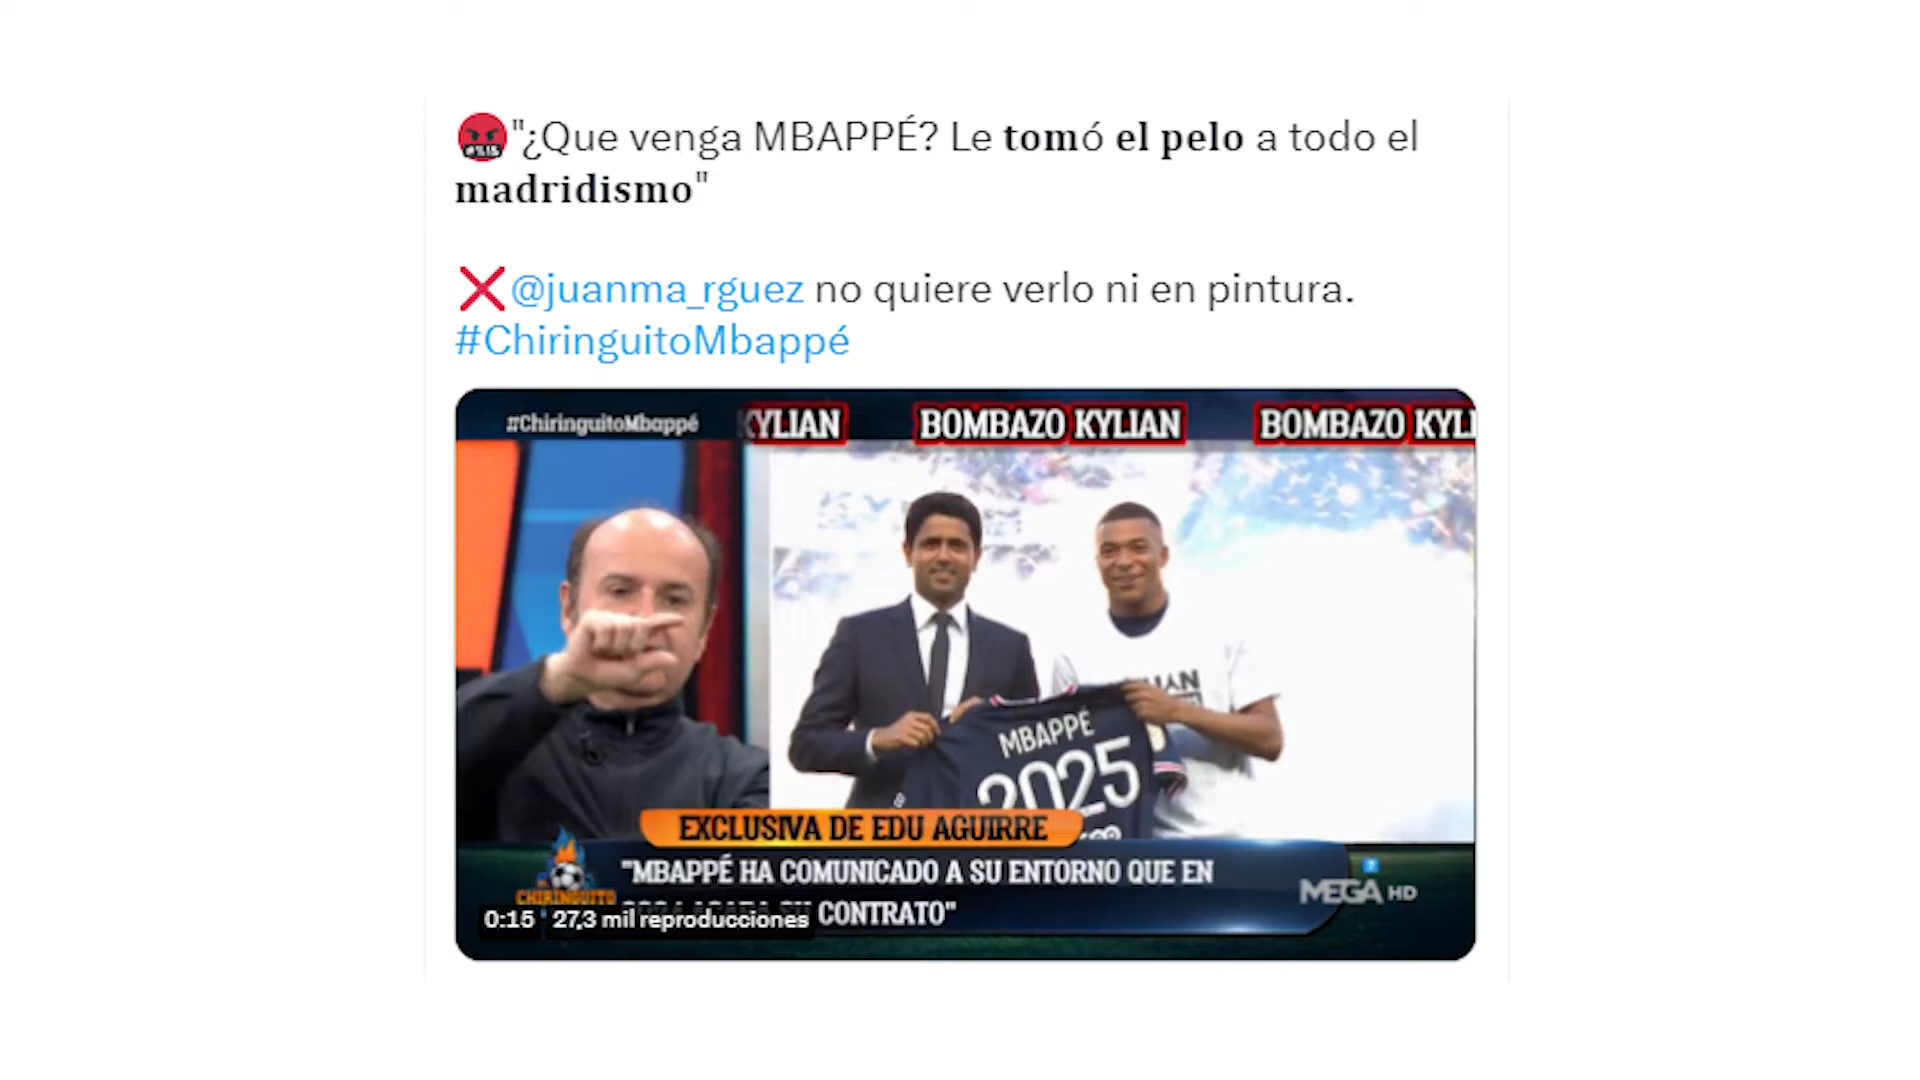 "¿Que venga MBAPPÉ? Le tomó el pelo a todo el
madridismo"
@juanma_rguez no quiere verlo ni en pintura.
#ChiringuitoMbappé
#ChiringuitoMbappé KYLIAN BOMBAZO KYLIAN BOMBAZO KYLI
MBAPPÉ
2025
EXCLUSIVA DE EDU AGUIRRE
"MBAPPÉ HA COMUNICADO A SU ENTORNO QUE EN
CONTRATO"
CHIRINGUITO
MEGA HD
0:15 27,3 mil reproducciones